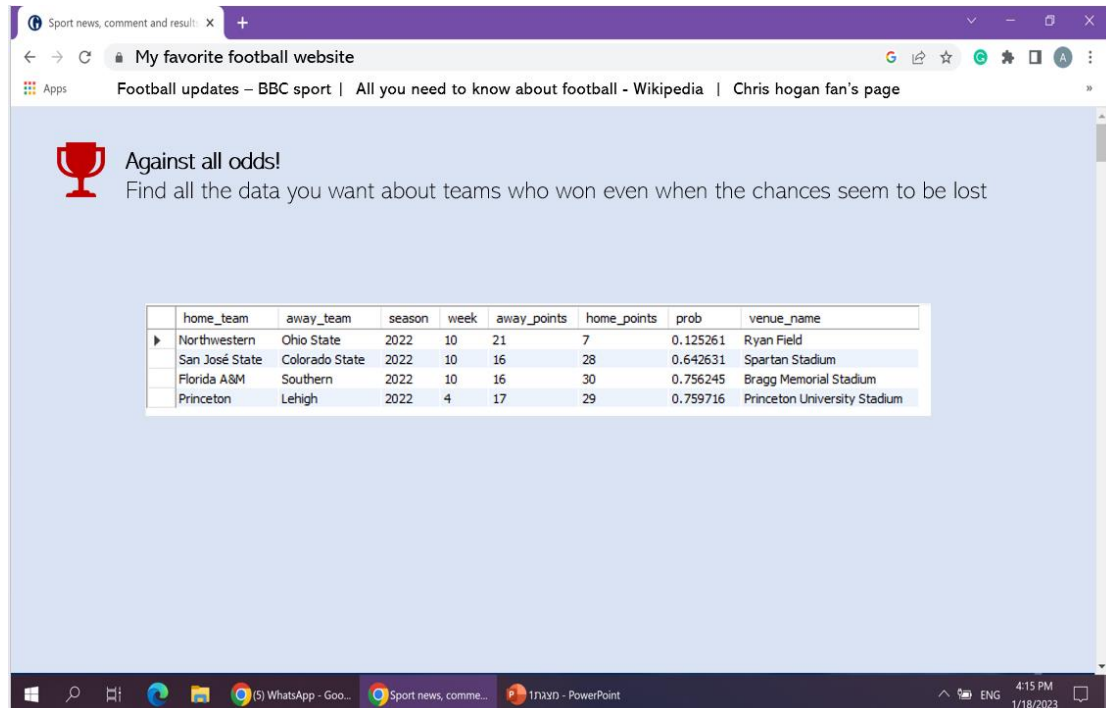 Sport news, comment and result:
My favorite football website
Apps Football updates – BBC sport | All you need to know about football - Wikipedia | Chris hogan fan's page
Against all odds!
Find all the data you want about teams who won even when the chances seem to be lost
home_team away_team season week away_points home_points prob venue_name
Northwestern Ohio State 2022 10 21 7 0.125261 Ryan Field
San José State Colorado State 2022 10 16 28 0.642631 Spartan Stadium
Florida A&M Southern 2022 10 16 30 0.756245 Bragg Memorial Stadium
Princeton Lehigh 2022 4 17 29 0.759716 Princeton University Stadium
(5) WhatsApp - Goo... Sport news, comme... מצגת1 - PowerPoint ENG 4:15 PM
1/18/2023